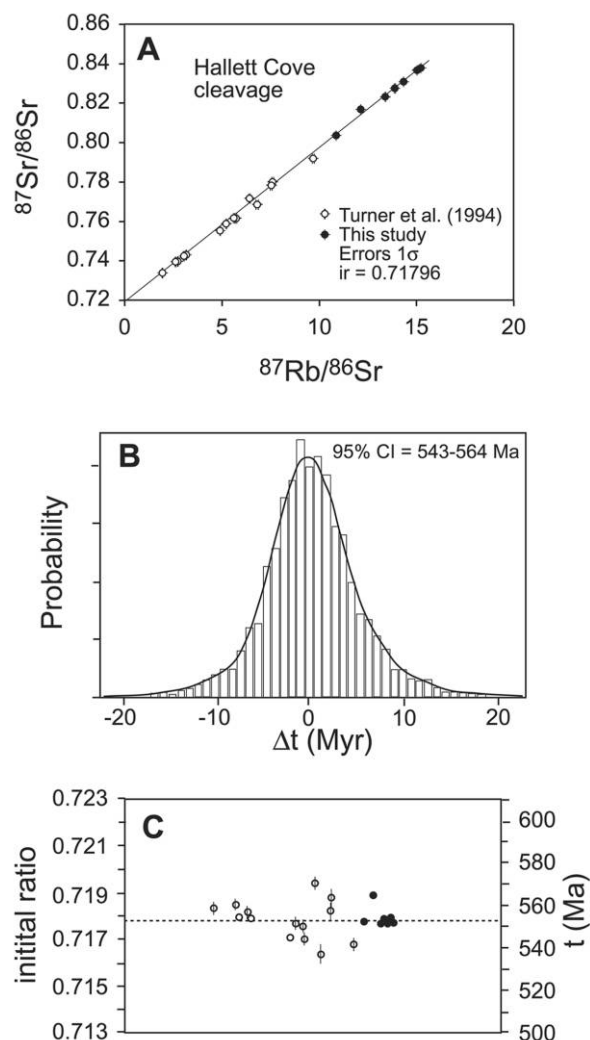 A
Hallett Cove
cleavage
0.86
0.84
0.82
0.80
0.78
0.76
0.74
0.72
⁸⁷Sr/⁸⁶Sr
Turner et al. (1994)
This study
Errors 1σ
ir = 0.71796
0
5
10
15
20
⁸⁷Rb/⁸⁶Sr
B
95% CI = 543-564 Ma
Probability
-20
-10
0
10
20
Δt (Myr)
C
0.723
0.721
0.719
0.717
0.715
0.713
initital ratio
600
580
560
540
520
500
t (Ma)